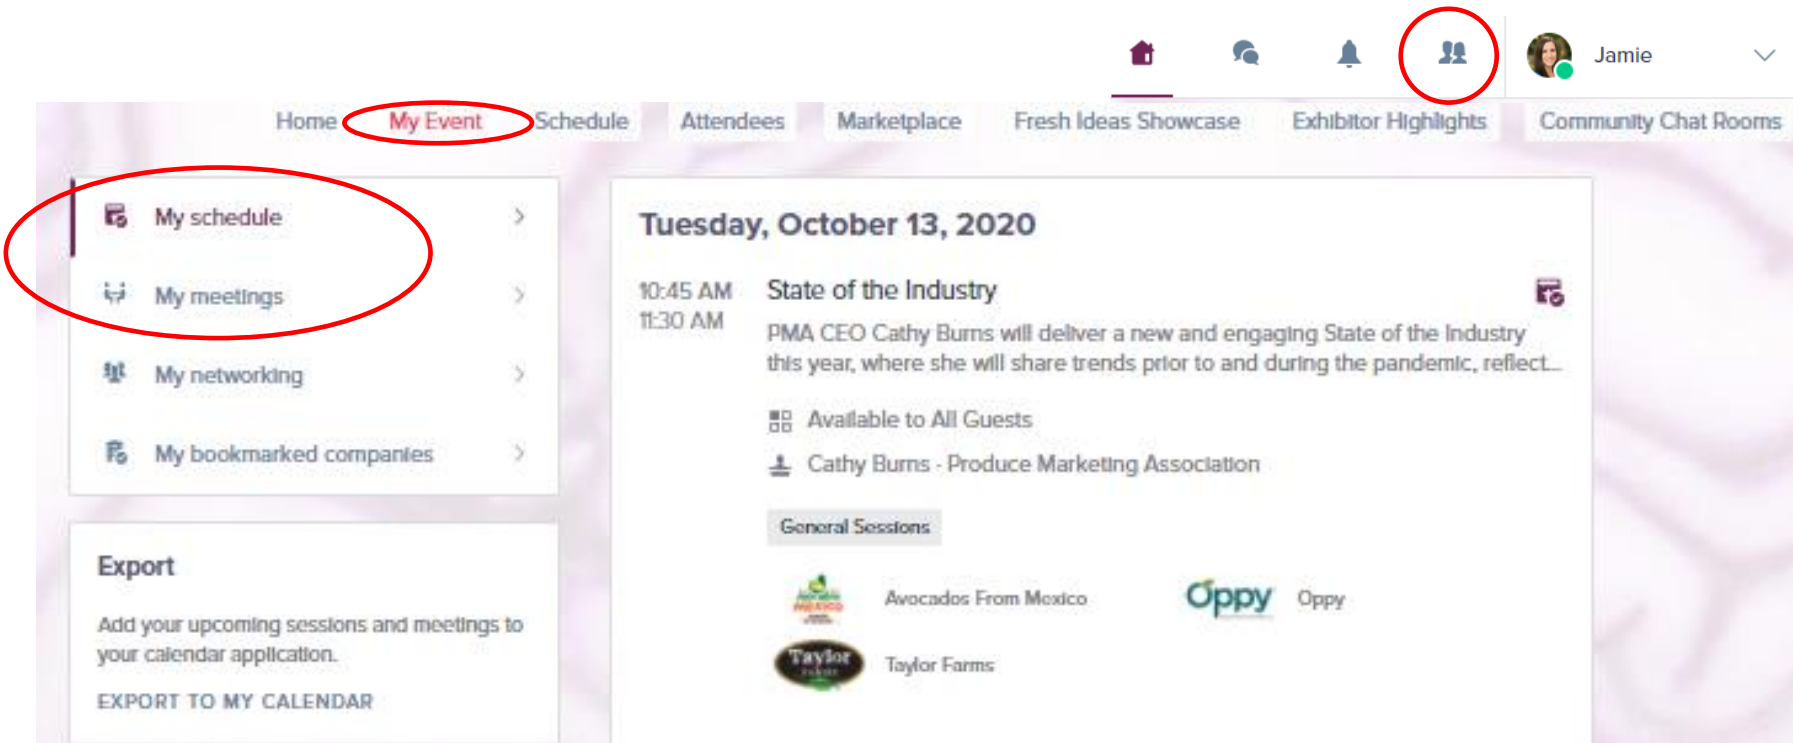 Jamie
Home My Event Schedule Attendees Marketplace Fresh Ideas Showcase Exhibitor Highlights Community Chat Rooms
My schedule
My meetings
My networking
My bookmarked companies
Export
Add your upcoming sessions and meetings to
your calendar application.
EXPORT TO MY CALENDAR
Tuesday, October 13, 2020
10:45 AM
11:30 AM
State of the Industry
PMA CEO Cathy Burns will deliver a new and engaging State of the Industry
this year, where she will share trends prior to and during the pandemic, reflect...
Available to All Guests
Cathy Burns - Produce Marketing Association
General Sessions
MEXICO
Avocados From Mexico
Oppy
Oppy
Taylor
Taylor Farms